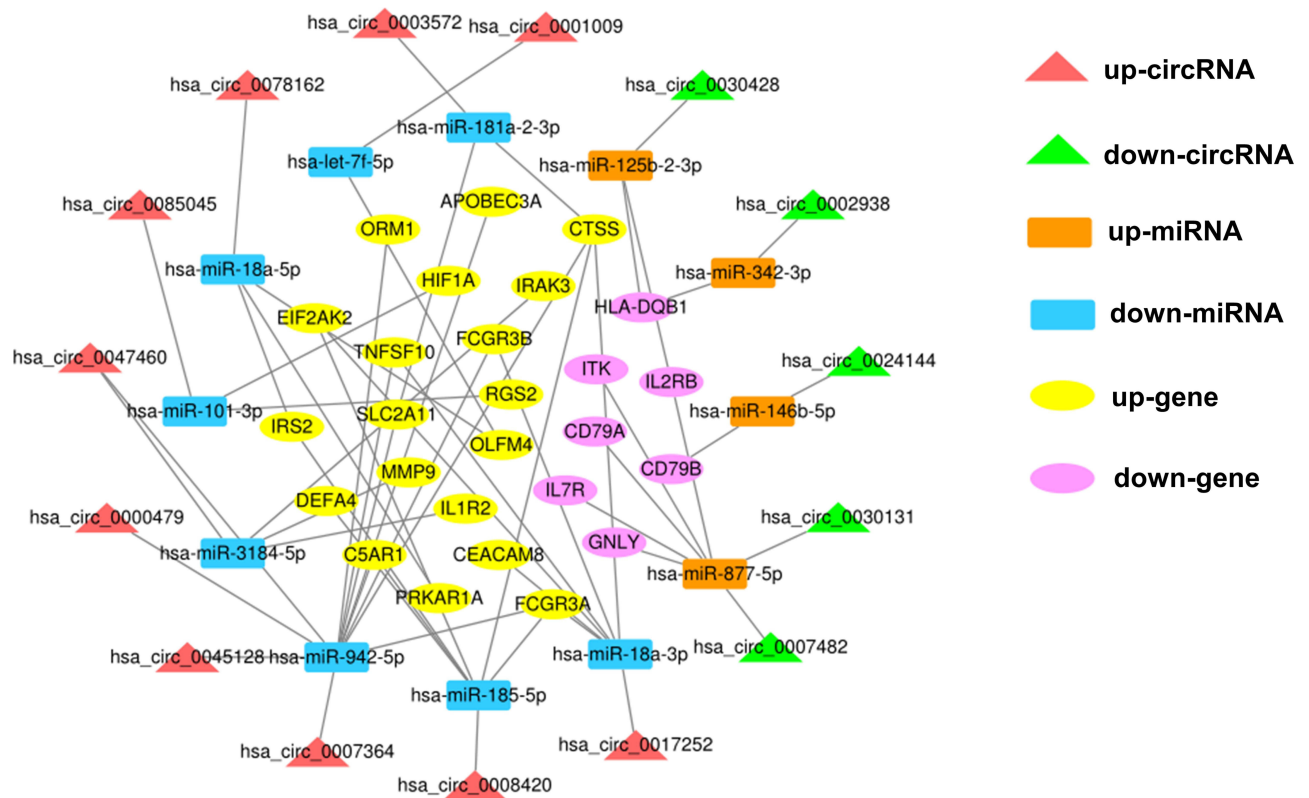 hsa_circ_0003572
hsa_circ_0001009
hsa_circ_0078162
hsa_circ_0030428
hsa-miR-181a-2-3p
hsa-let-7f-5p
hsa-miR-125b-2-3p
hsa_circ_0085045
APOBEC3A
hsa_circ_0002938
ORM1
CTSS
hsa-miR-18a-5p
hsa-miR-342-3p
HIF1A
IRAK3
HLA-DQB1
EIF2AK2
FCGR3B
TNFSF10
hsa_circ_0047460
hsa_circ_0024144
ITK
IL2RB
RGS2
hsa-miR-101-3p
SLC2A11
hsa-miR-146b-5p
IRS2
CD79A
OLFM4
MMP9
CD79B
DEFA4
IL7R
IL1R2
hsa_circ_0000479
hsa_circ_0030131
GNLY
hsa-miR-3184-5p
C5AR1
CEACAM8
hsa-miR-877-5p
PRKAR1A
FCGR3A
hsa_circ_0045128
hsa-miR-942-5p
hsa-miR-18a-3p
hsa_circ_0007482
hsa-miR-185-5p
hsa_circ_0007364
hsa_circ_0017252
hsa_circ_0008420
up-circRNA
down-circRNA
up-miRNA
down-miRNA
up-gene
down-gene